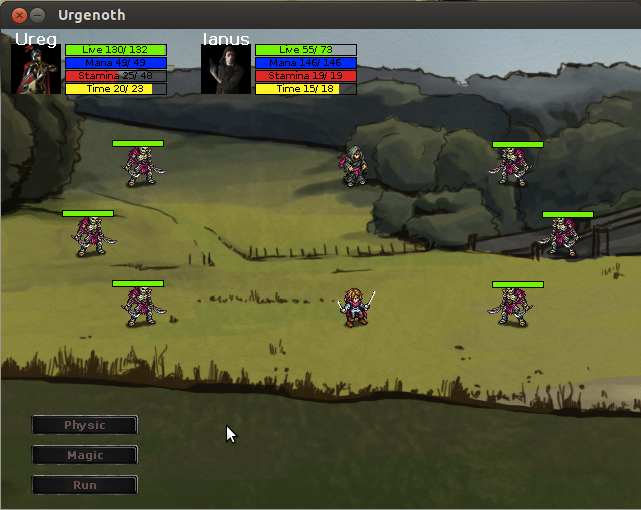 Urgenoth
Ureg
Live 130/ 132
Mana 49/ 49
Stamina 25/ 48
Time 20/ 23
Ianus
Live 55/ 73
Mana 146/ 146
Stamina 19/ 19
Time 15/ 18
Physic
Magic
Run